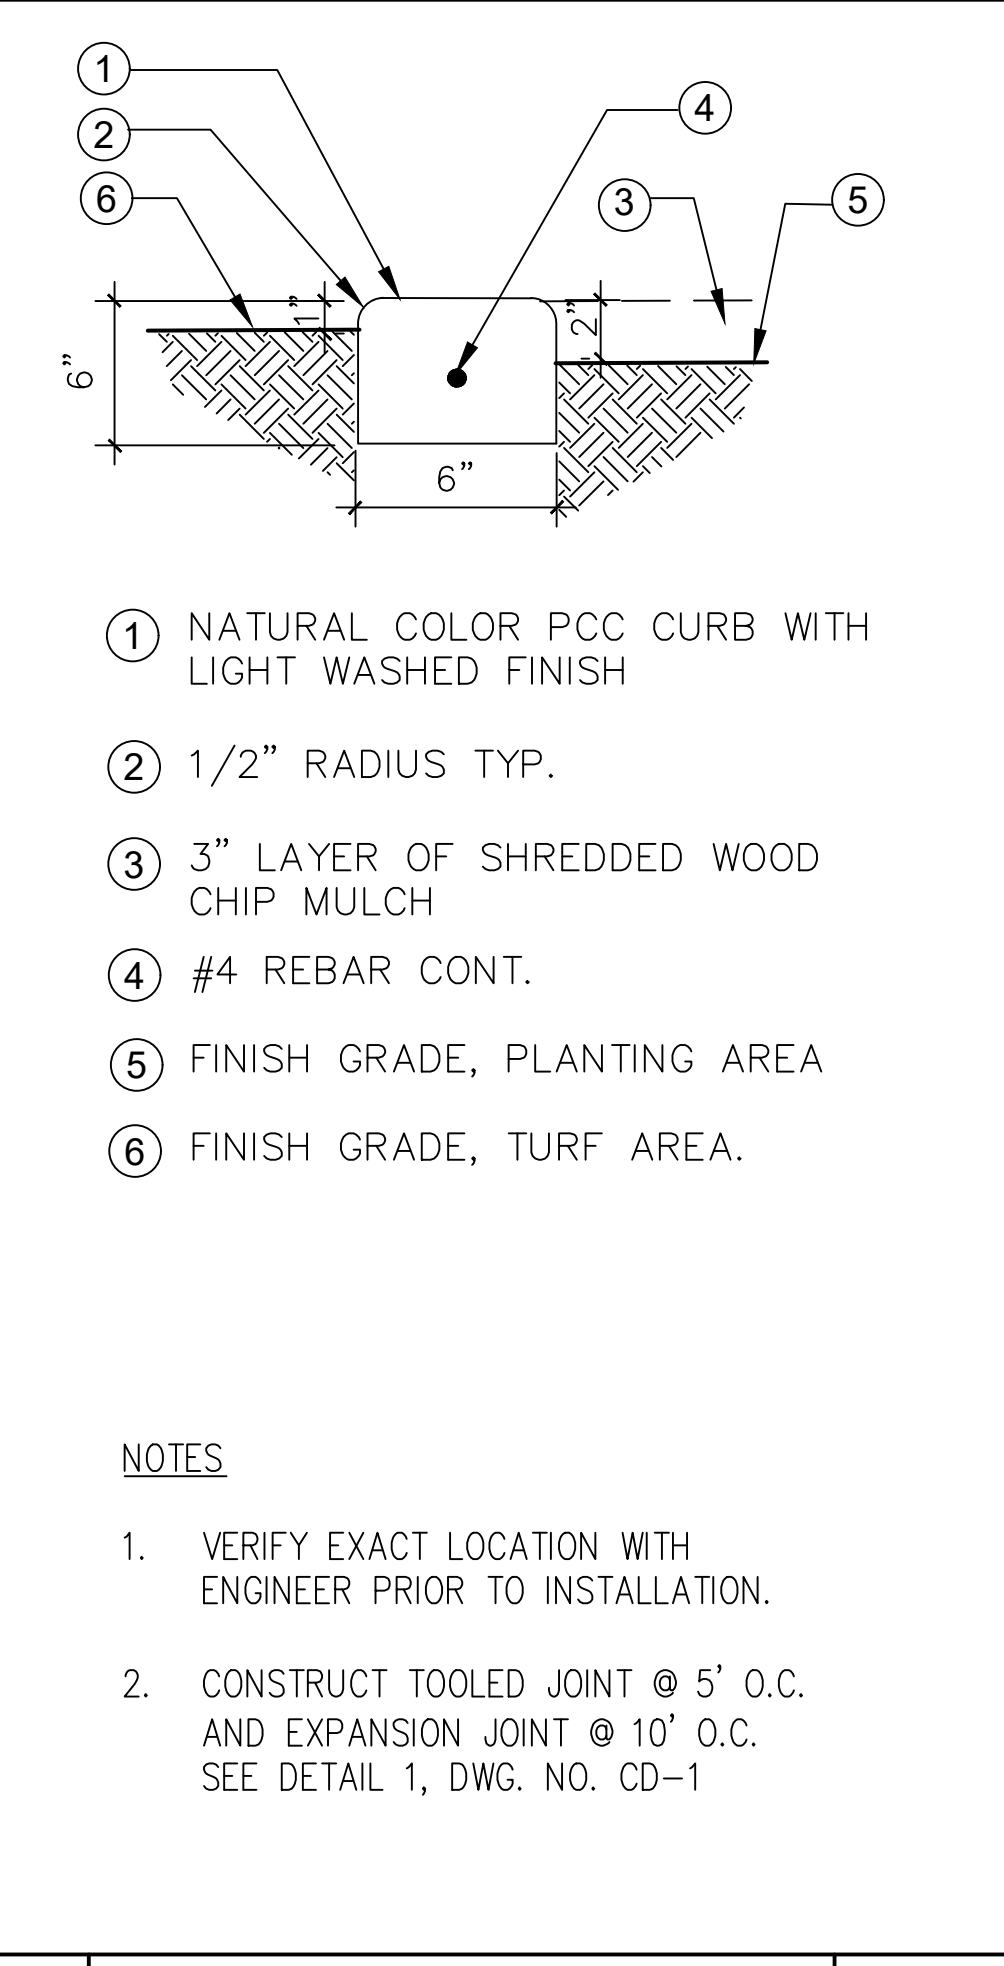 1
2
6
4
3
5
1”
2”
6”
6”
1 NATURAL COLOR PCC CURB WITH
LIGHT WASHED FINISH
2 1/2” RADIUS TYP.
3 3” LAYER OF SHREDDED WOOD
CHIP MULCH
4 #4 REBAR CONT.
5 FINISH GRADE, PLANTING AREA
6 FINISH GRADE, TURF AREA.
NOTES
1. VERIFY EXACT LOCATION WITH
ENGINEER PRIOR TO INSTALLATION.
2. CONSTRUCT TOOLED JOINT @ 5’ O.C.
AND EXPANSION JOINT @ 10’ O.C.
SEE DETAIL 1, DWG. NO. CD–1